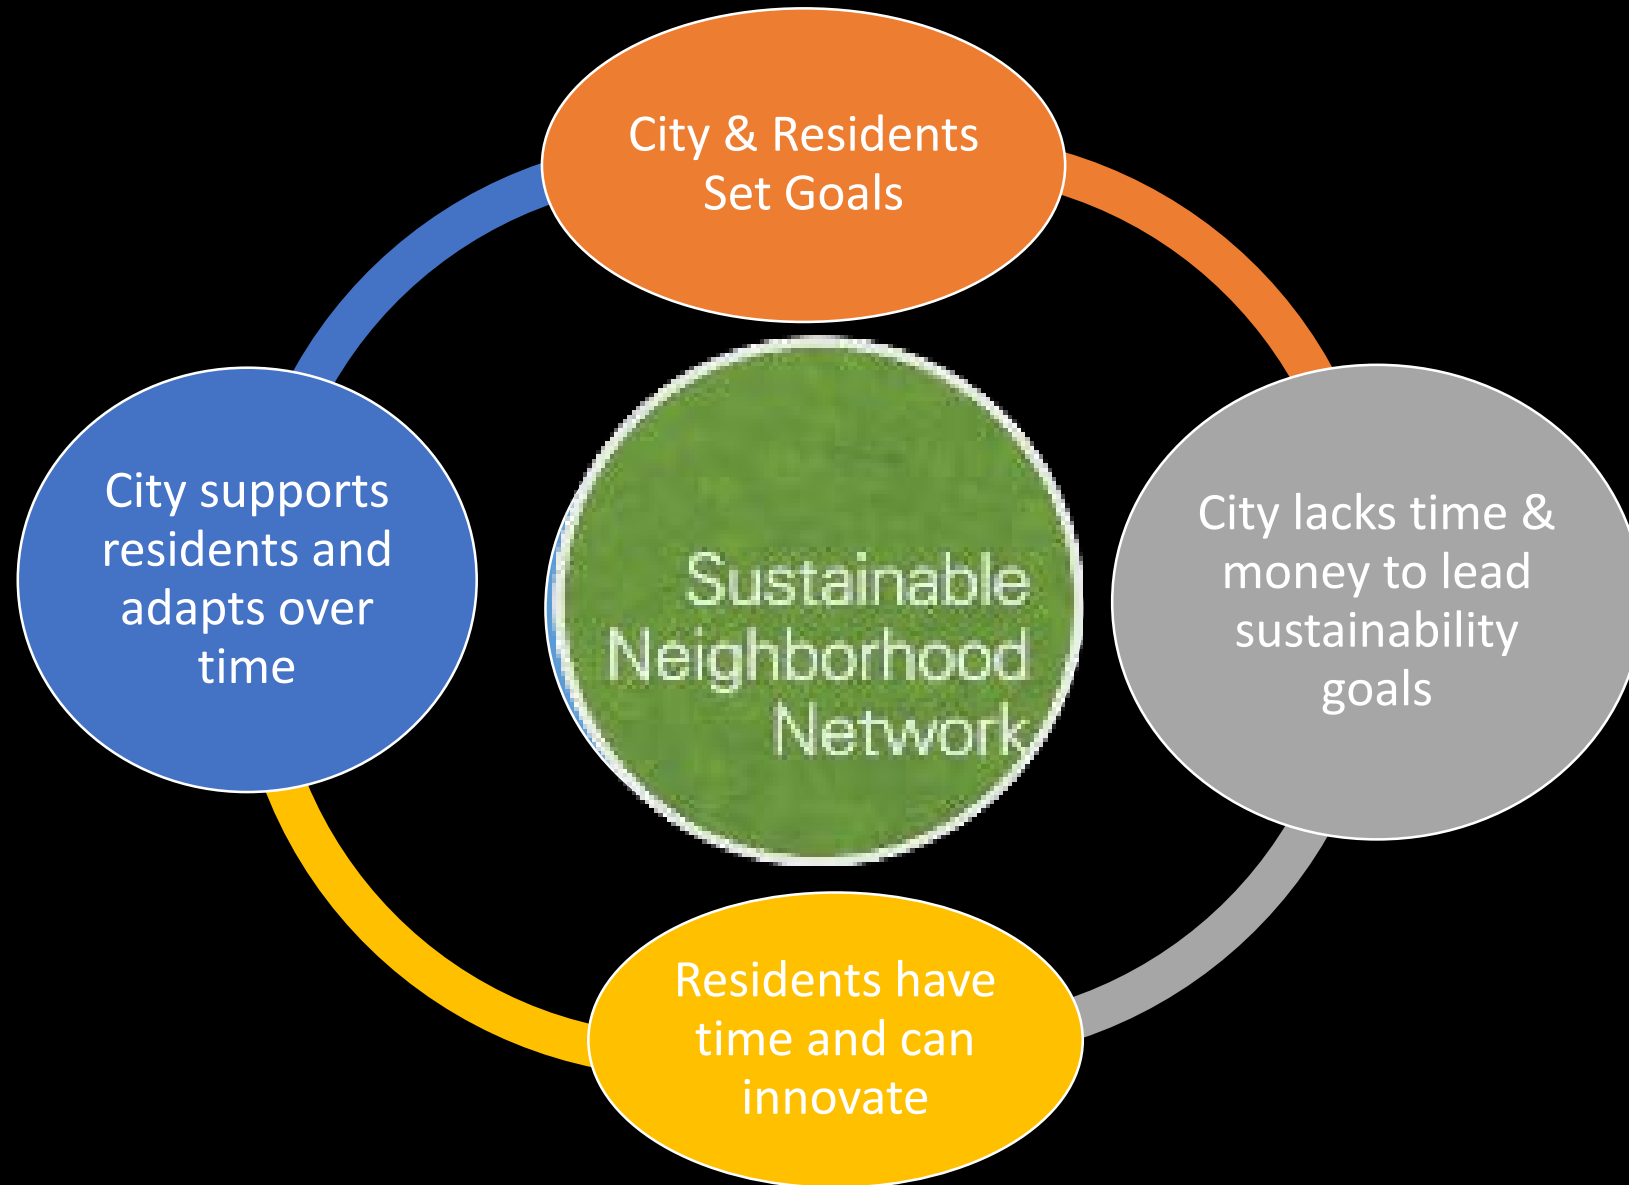 City & Residents
Set Goals
City lacks time &
money to lead
sustainability
goals
Residents have
time and can
innovate
City supports
residents and
adapts over
time
Sustainable
Neighborhood
Network